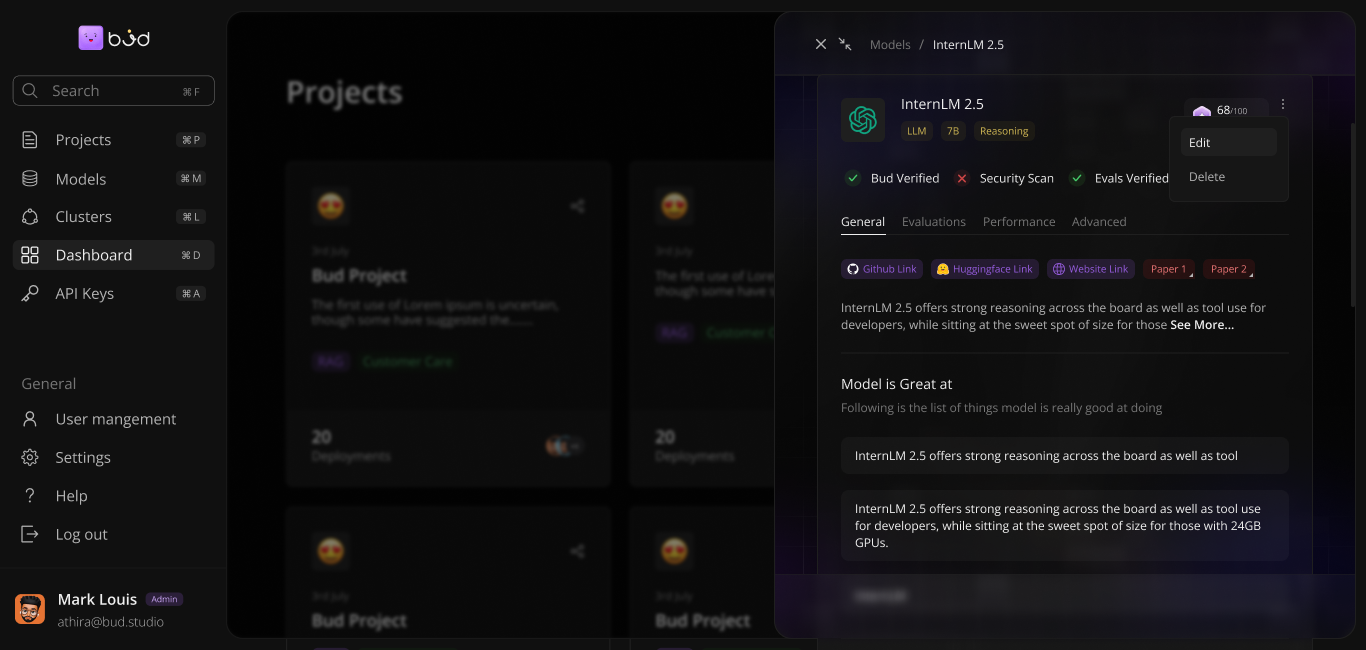 bud
Search ⌘ F
Projects ⌘ P
Models ⌘ M
Clusters ⌘ L
Dashboard ⌘ D
API Keys ⌘ A
General
User mangement
Settings
Help
Log out
Mark Louis Admin
athira@bud.studio
Projects
3rd July
Bud Project
The first use of Lorem ipsum is uncertain,
though some have suggested the.......
RAG Customer Care
20
Deployments
3rd July
The first use of Lore
though some have s
RAG Customer C
20
Deployments
3rd July
Bud Project
3rd July
Bud Project
Models / InternLM 2.5
InternLM 2.5
68/100
LLM 7B Reasoning
Edit
Delete
Bud Verified Security Scan Evals Verified
General Evaluations Performance Advanced
Github Link Huggingface Link Website Link Paper 1 Paper 2
InternLM 2.5 offers strong reasoning across the board as well as tool use for
developers, while sitting at the sweet spot of size for those See More...
Model is Great at
Following is the list of things model is really good at doing
InternLM 2.5 offers strong reasoning across the board as well as tool
InternLM 2.5 offers strong reasoning across the board as well as tool use
for developers, while sitting at the sweet spot of size for those with 24GB
GPUs.